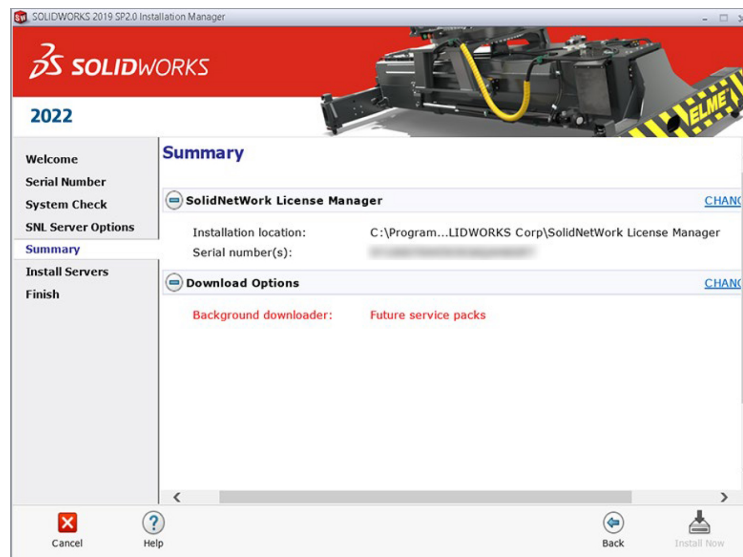 SOLIDWORKS 2019 SP2.0 Installation Manager
SOLIDWORKS
2022
ELME
Welcome
Serial Number
System Check
SNL Server Options
Summary
Install Servers
Finish
Summary
SolidNetWork License Manager CHANG
Installation location: C:\Program...LIDWORKS Corp\SolidNetWork License Manager
Serial number(s):
Download Options CHANG
Background downloader: Future service packs
Cancel Help Back Install Now